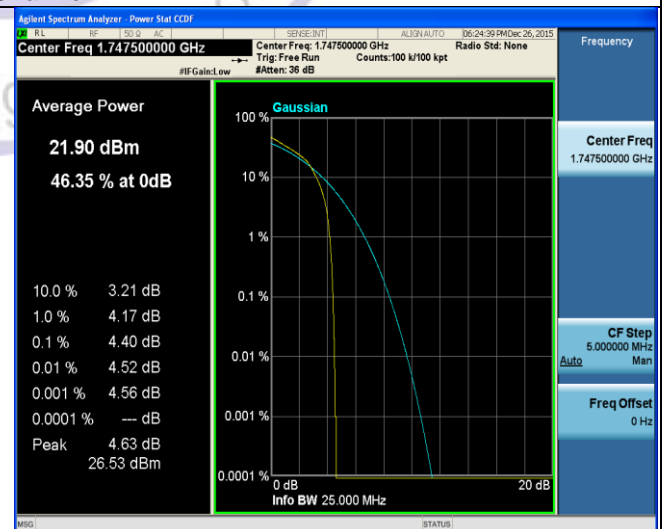 Agilent Spectrum Analyzer - Power Stat CCDF
RL RF 50 Ω AC SENSE:INT ALIGN AUTO 06:24:39 PM Dec 26, 2015
Center Freq 1.747500000 GHz
Center Freq: 1.747500000 GHz Radio Std: None
Trig: Free Run Counts:100 k/100 kpt
#IFGain:Low #Atten: 36 dB
Frequency
Average Power
21.90 dBm
46.35 % at 0dB
10.0 % 3.21 dB
1.0 % 4.17 dB
0.1 % 4.40 dB
0.01 % 4.52 dB
0.001 % 4.56 dB
0.0001 % --- dB
Peak 4.63 dB
26.53 dBm
Gaussian
100 %
10 %
1 %
0.1 %
0.01 %
0.001 %
0.0001 %
0 dB 20 dB
Info BW 25.000 MHz
Center Freq
1.747500000 GHz
CF Step
5.000000 MHz
Auto Man
Freq Offset
0 Hz
MSG STATUS